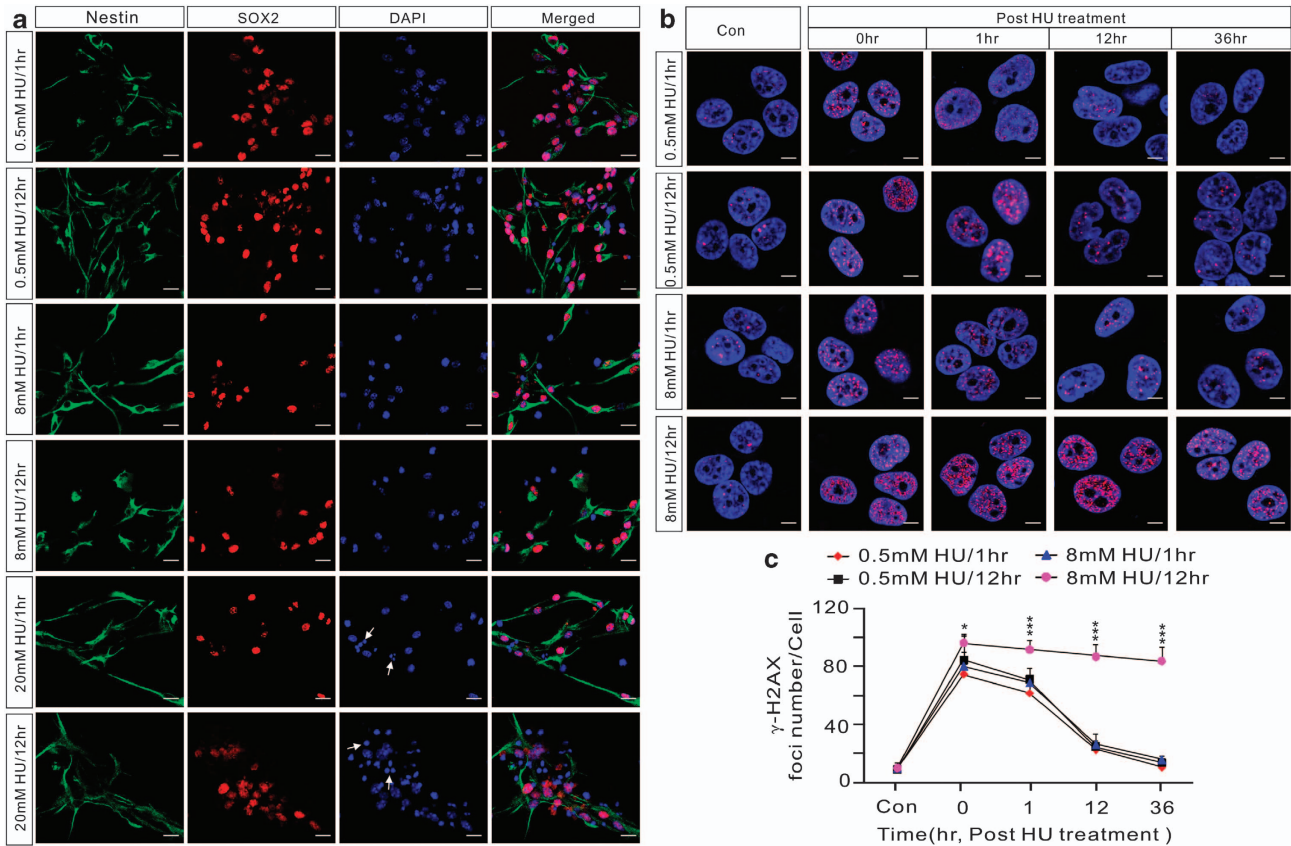 a
Nestin SOX2 DAPI Merged
0.5mM HU/1hr
0.5mM HU/12hr
8mM HU/1hr
8mM HU/12hr
20mM HU/1hr
20mM HU/12hr
b
Con
Post HU treatment
0hr 1hr 12hr 36hr
0.5mM HU/1hr
0.5mM HU/12hr
8mM HU/1hr
8mM HU/12hr
c
0.5mM HU/1hr 8mM HU/1hr
0.5mM HU/12hr 8mM HU/12hr
γ-H2AX
foci number/Cell
120
80
40
0
* *** *** ***
Con 0 1 12 36
Time(hr, Post HU treatment )